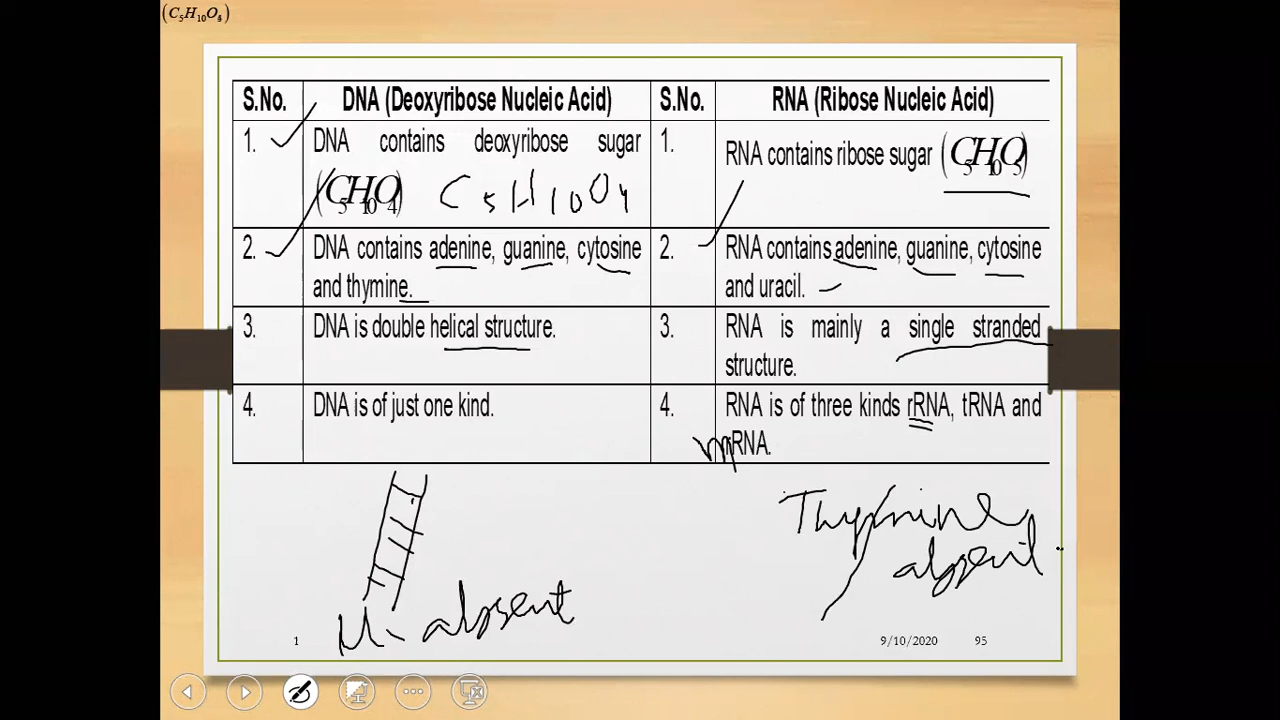 (C5H10O4)
S.No. DNA (Deoxyribose Nucleic Acid) S.No. RNA (Ribose Nucleic Acid)
1. DNA contains deoxyribose sugar 1. RNA contains ribose sugar (C5H10O5)
(C5H10O4) C5H10O4
2. DNA contains adenine, guanine, cytosine 2. RNA contains adenine, guanine, cytosine
and thymine. and uracil.
3. DNA is double helical structure. 3. RNA is mainly a single stranded
structure.
4. DNA is of just one kind. 4. RNA is of three kinds rRNA, tRNA and
mRNA.
Thymine
absent
U- absent
1 9/10/2020 95